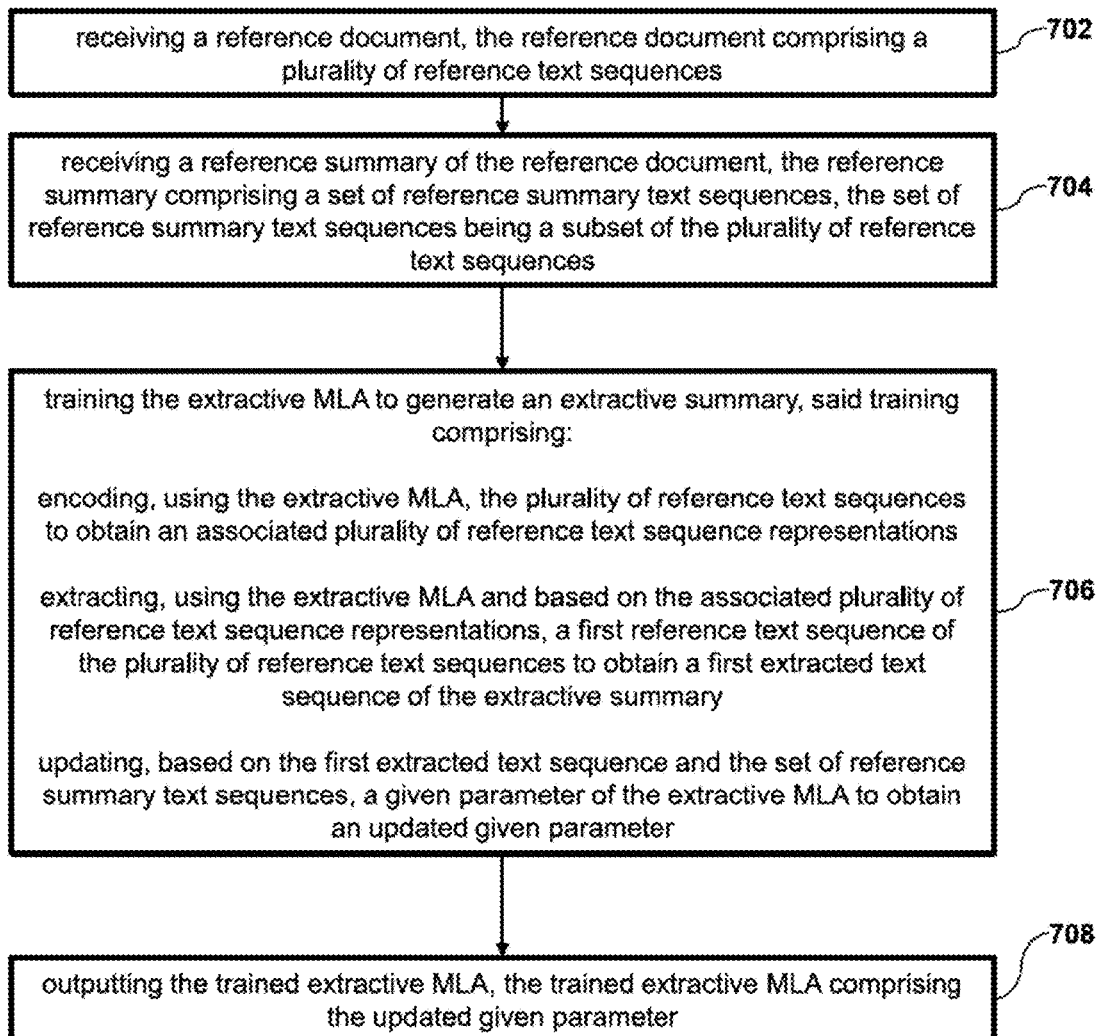 receiving a reference document, the reference document comprising a
plurality of reference text sequences
702
receiving a reference summary of the reference document, the reference
summary comprising a set of reference summary text sequences, the set of
reference summary text sequences being a subset of the plurality of reference
text sequences
704
training the extractive MLA to generate an extractive summary, said training
comprising:
encoding, using the extractive MLA, the plurality of reference text sequences
to obtain an associated plurality of reference text sequence representations
extracting, using the extractive MLA and based on the associated plurality of
reference text sequence representations, a first reference text sequence of
the plurality of reference text sequences to obtain a first extracted text
sequence of the extractive summary
updating, based on the first extracted text sequence and the set of reference
summary text sequences, a given parameter of the extractive MLA to obtain
an updated given parameter
706
outputting the trained extractive MLA, the trained extractive MLA comprising
the updated given parameter
708